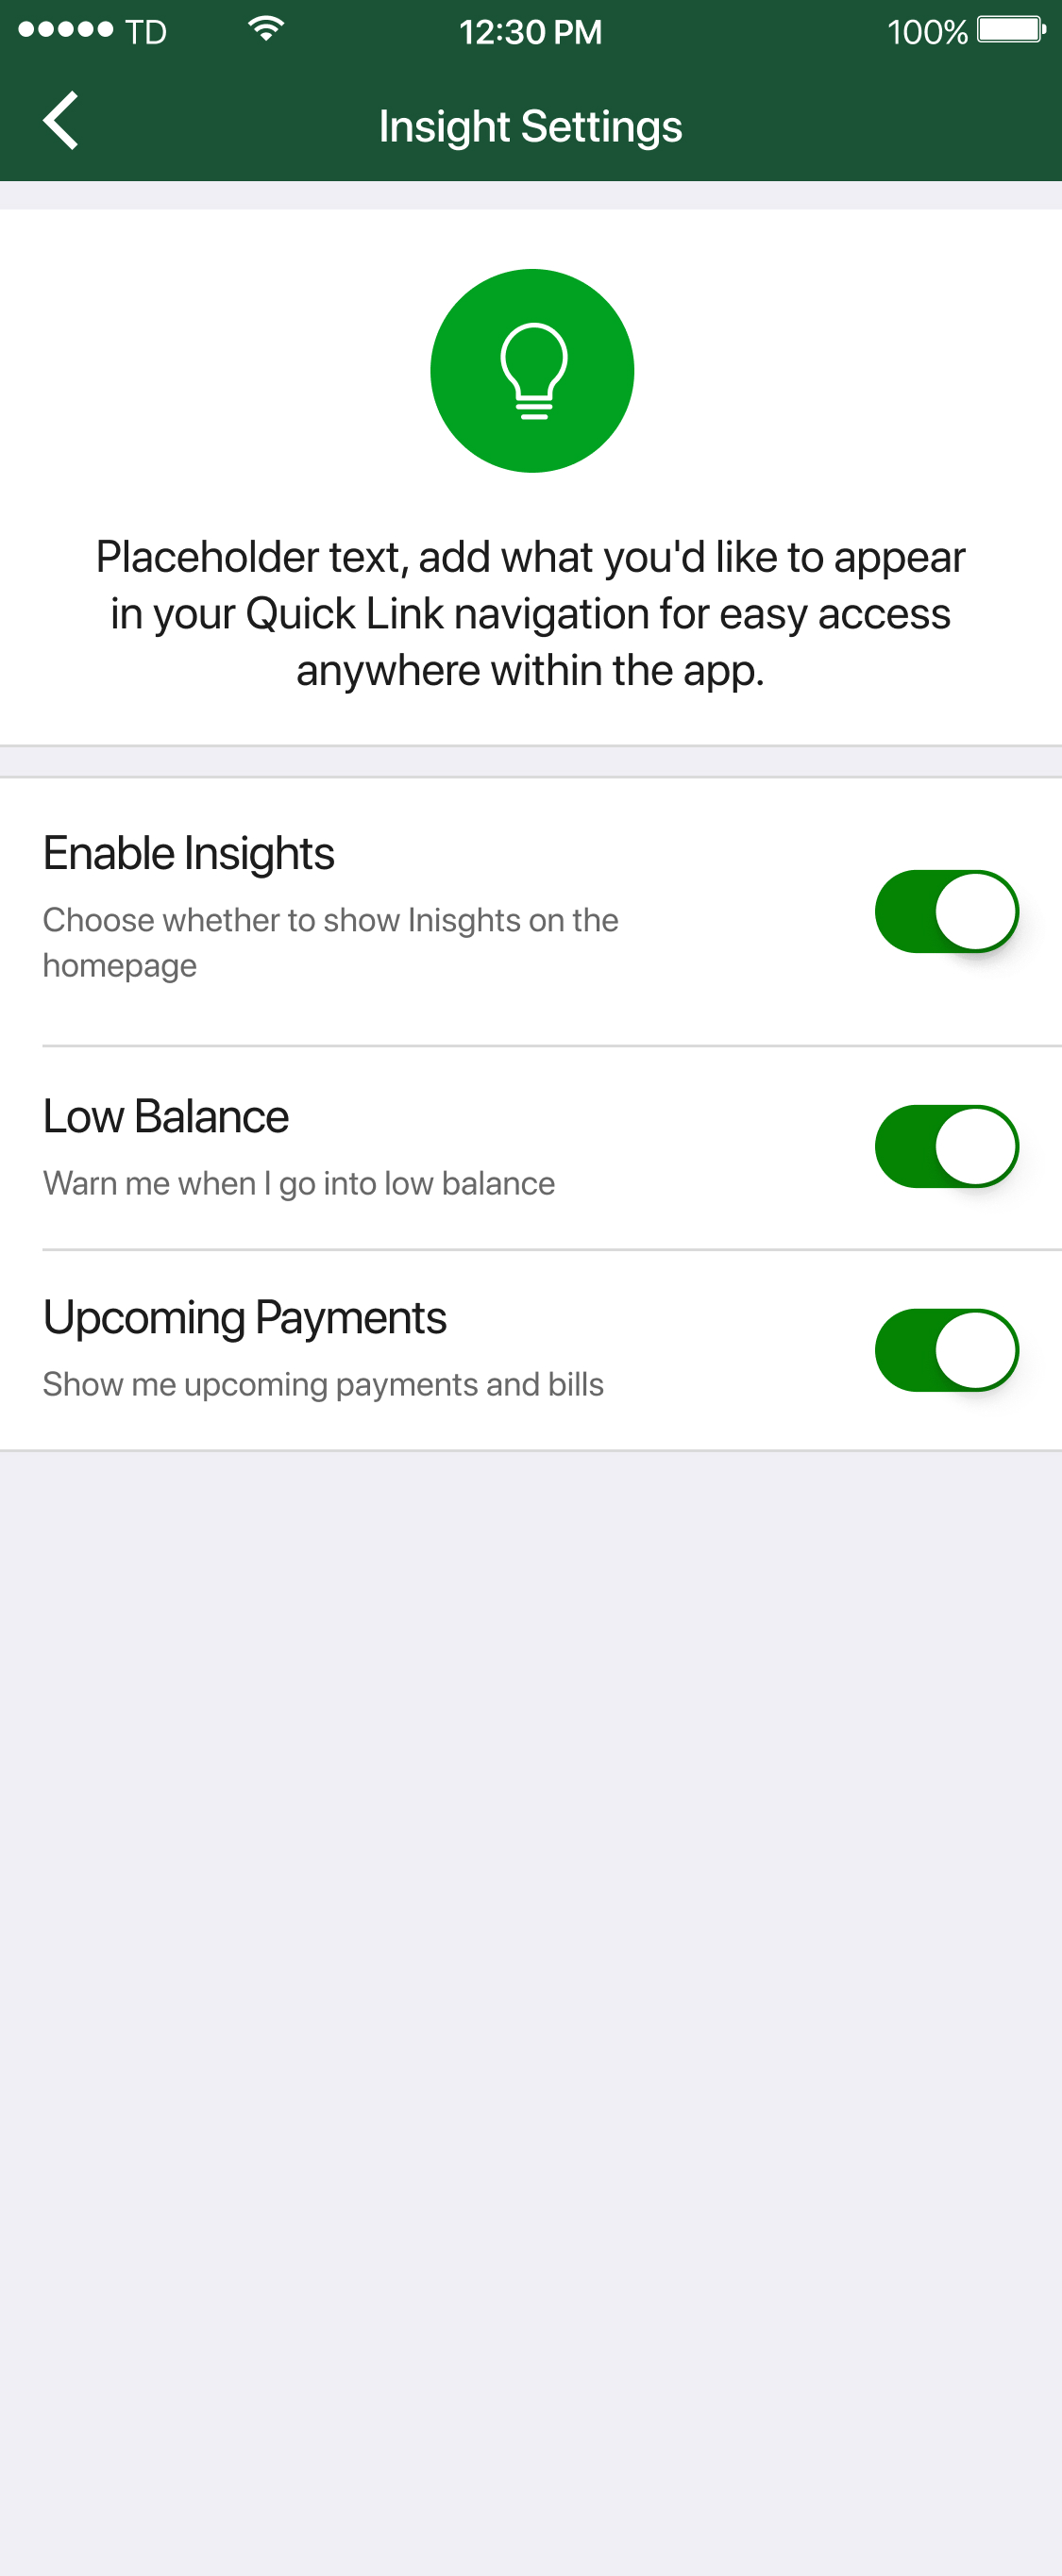 TD 12:30 PM 100%
Insight Settings
Placeholder text, add what you'd like to appear
in your Quick Link navigation for easy access
anywhere within the app.
Enable Insights
Choose whether to show Inisghts on the
homepage
Low Balance
Warn me when I go into low balance
Upcoming Payments
Show me upcoming payments and bills